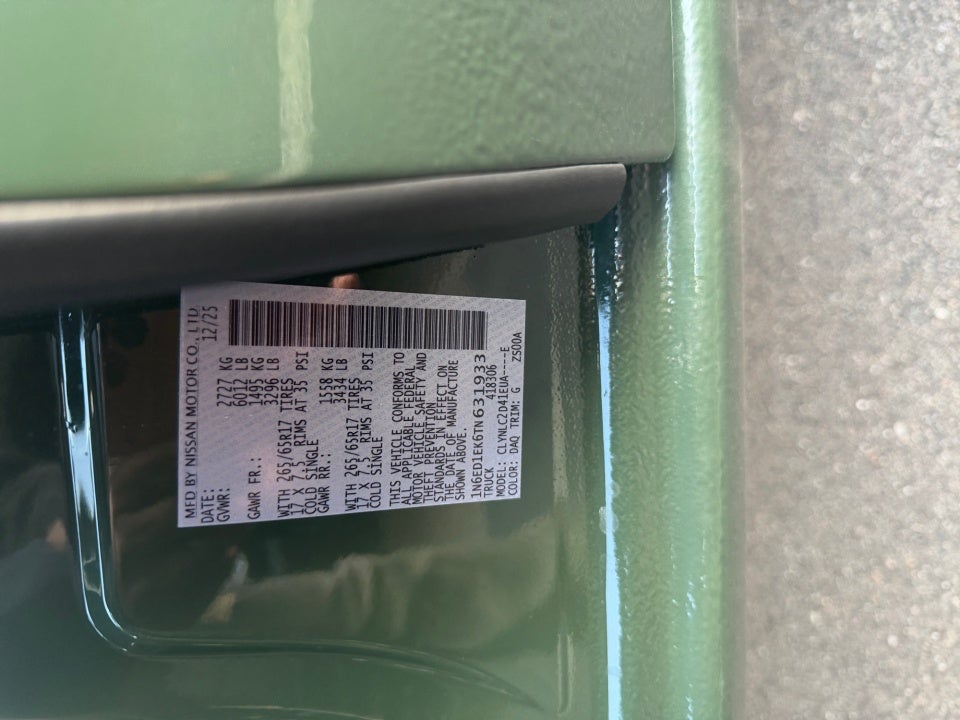 MFD BY NISSAN MOTOR CO., LTD
DATE: 12/25
GVWR: 2727 KG
6012 LB
GAWR FR.: 1495 KG
3296 LB
WITH 265/65R17 TIRES
17 X 7.5 RIMS AT 35 PSI
COLD SINGLE
GAWR RR.: 1558 KG
3434 LB
WITH 265/65R17 TIRES
17 X 7.5 RIMS AT 35 PSI
COLD SINGLE
THIS VEHICLE CONFORMS TO
ALL APPLICABLE FEDERAL
MOTOR VEHICLE SAFETY AND
THEFT PREVENTION
STANDARDS IN EFFECT ON
THE DATE OF MANUFACTURE
SHOWN ABOVE.
1N6ED1EK6TN631933
TRUCK 418306
MODEL: CLYNLC2D41EUA----E
COLOR: DAQ TRIM: G ZS00A